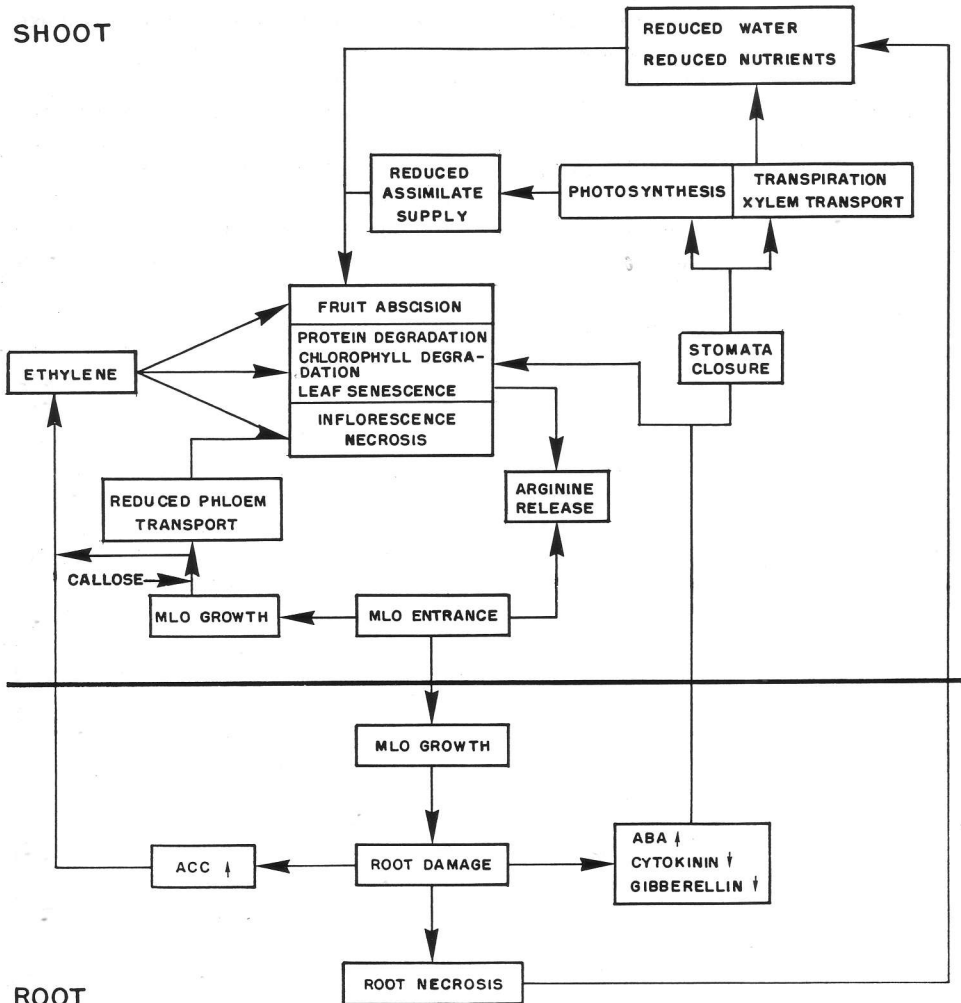 SHOOT
REDUCED WATER
REDUCED NUTRIENTS
REDUCED
ASSIMILATE
SUPPLY
PHOTOSYNTHESIS
TRANSPIRATION
XYLEM TRANSPORT
FRUIT ABSCISION
PROTEIN DEGRADATION
CHLOROPHYLL DEGRA-
DATION
LEAF SENESCENCE
INFLORESCENCE
NECROSIS
ETHYLENE
STOMATA
CLOSURE
REDUCED PHLOEM
TRANSPORT
ARGININE
RELEASE
CALLOSE
MLO GROWTH
MLO ENTRANCE
MLO GROWTH
ACC ↑
ROOT DAMAGE
ABA ↑
CYTOKININ ↓
GIBBERELLIN ↓
ROOT NECROSIS
ROOT